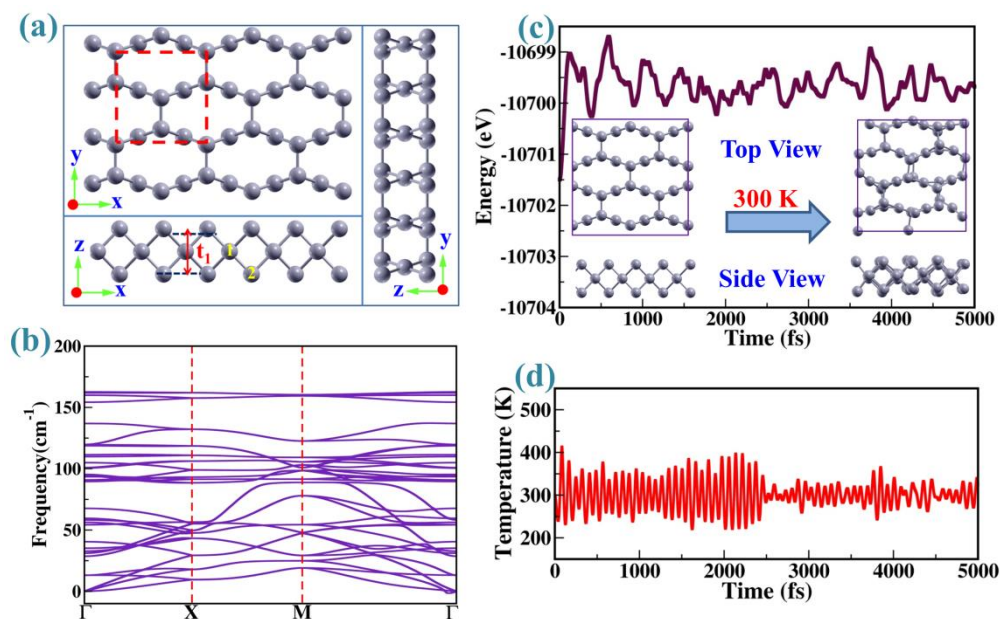 (a)
y
x
z
x
t1
1
2
y
z
(b)
200
150
100
50
0
Frequency(cm-1)
Γ
X
M
Γ
(c)
-10699
-10700
-10701
-10702
-10703
-10704
Energy (eV)
Top View
300 K
Side View
0
1000
2000
3000
4000
5000
Time (fs)
(d)
500
400
300
200
Temperature (K)
0
1000
2000
3000
4000
5000
Time (fs)